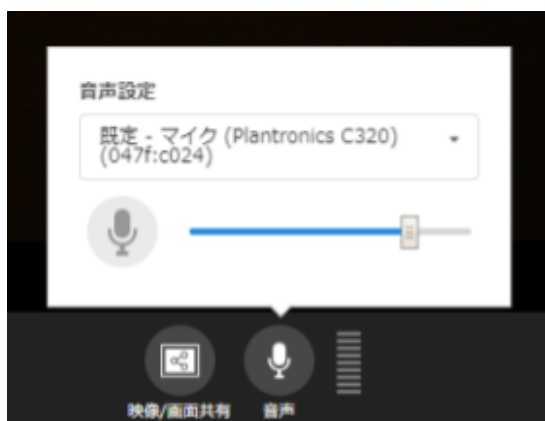 音声設定
既定 - マイク (Plantronics C320)
(047f:c024)
映像/画面共有
音声